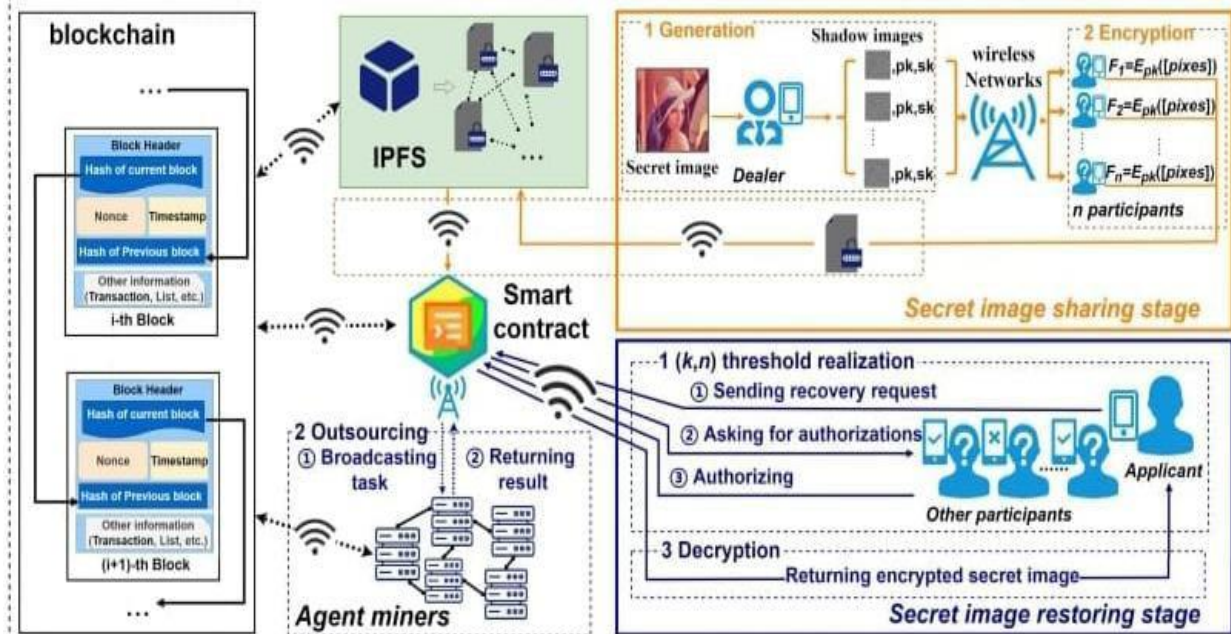 blockchain
...
Block Header
Hash of current block
Nonce
Timestamp
Hash of Previous block
Other information
(Transaction, List, etc.)
i-th Block
Block Header
Hash of current block
Nonce
Timestamp
Hash of Previous block
Other information
(Transaction, List, etc.)
(i+1)-th Block
...
IPFS
...
Smart
contract
2 Outsourcing
① Broadcasting
task
② Returning
result
Agent miners
1 Generation
Secret image
Dealer
Shadow images
,pk,sk
,pk,sk
,pk,sk
wireless
Networks
2 Encryption
F1=Epk([pixes])
F2=Epk([pixes])
Fn=Epk([pixes])
n participants
Secret image sharing stage
1 (k,n) threshold realization
① Sending recovery request
② Asking for authorizations
③ Authorizing
......
Applicant
Other participants
3 Decryption
Returning encrypted secret image
Secret image restoring stage